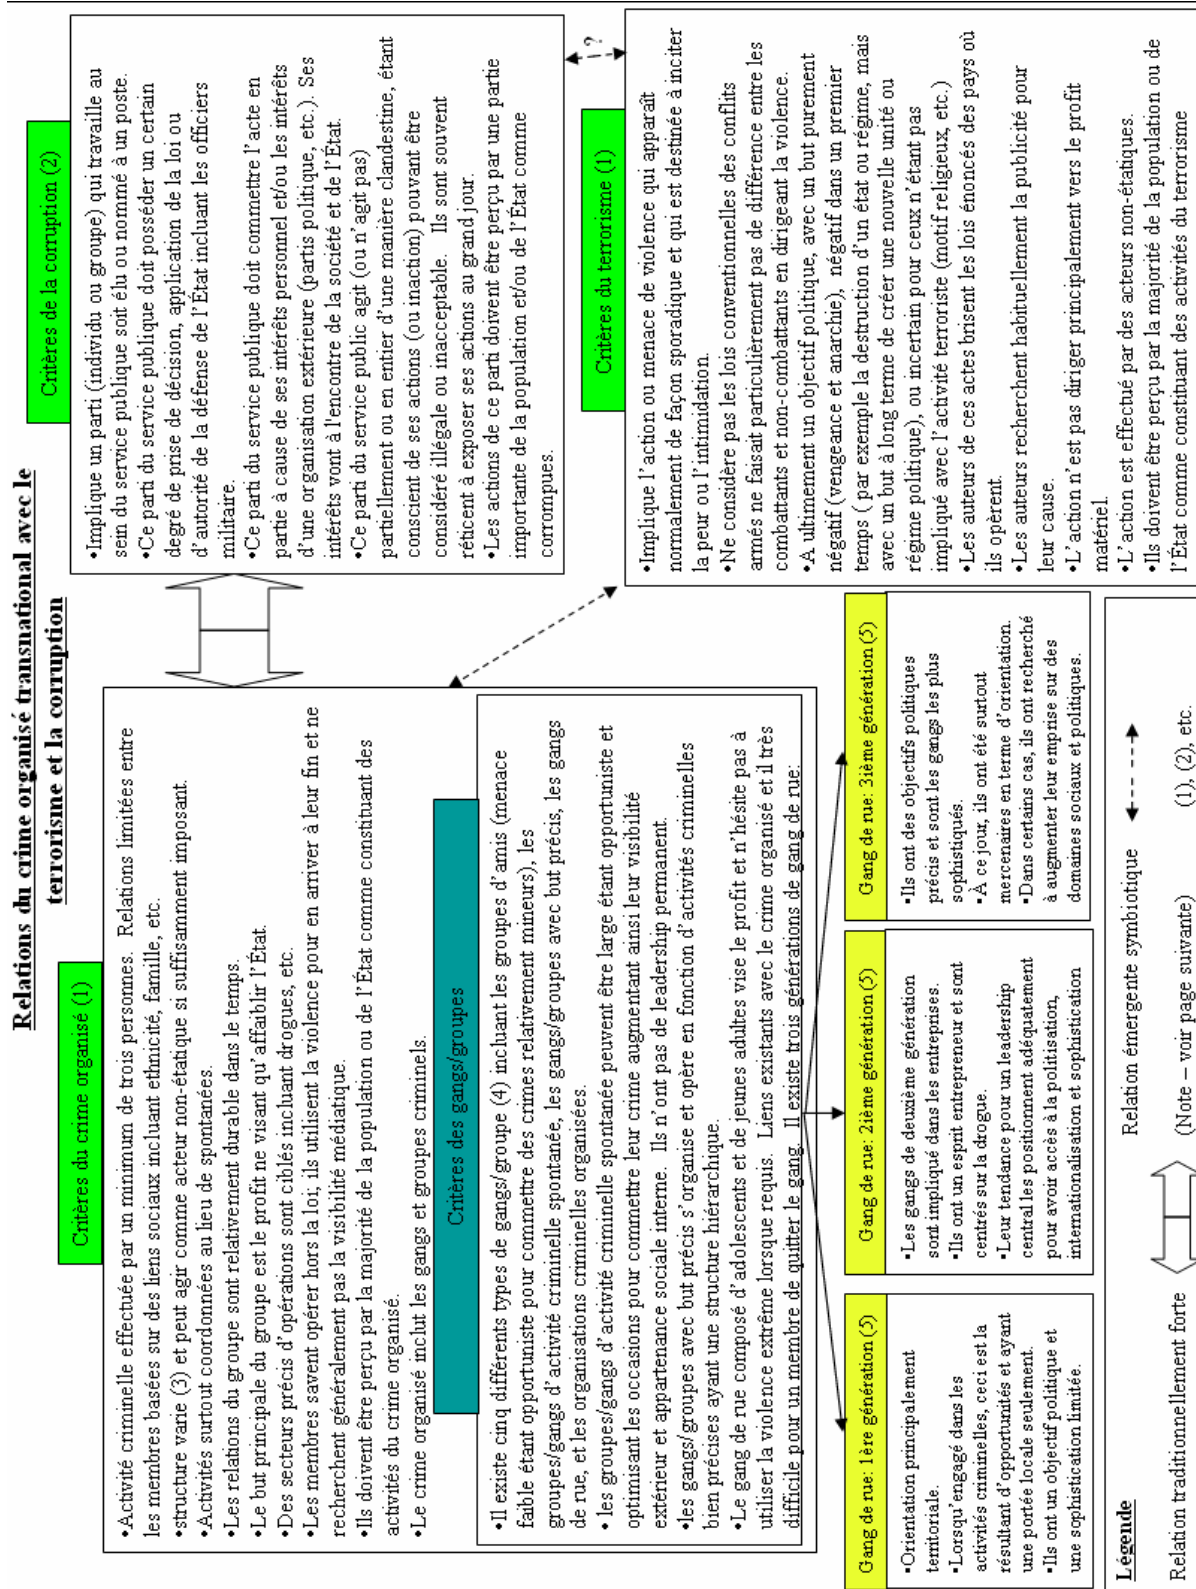 Relations du crime organisé transnational avec le
terrorisme et la corruption
Critères du crime organisé (1)
•Activité criminelle effectuée par un minimum de trois personnes. Relations limitées entre
les membres basées sur des liens sociaux incluant ethnicité, famille, etc.
•structure varie (3) et peut agir comme acteur non-étatique si suffisamment imposant.
•Activités surtout coordonnées au lieu de spontanées.
•Les relations du groupe sont relativement durable dans le temps.
•Le but principale du groupe est le profit ne visant qu'affaiblir l'État.
•Des secteurs précis d'opérations sont ciblés incluant drogues, etc.
•Les membres savent opérer hors la loi; ils utilisent la violence pour en arriver à leur fin et ne
recherchent généralement pas la visibilité médiatique.
•Ils doivent être perçu par la majorité de la population ou de l'État comme constituant des
activités du crime organisé.
•Le crime organisé inclut les gangs et groupes criminels.
Critères des gangs/groupes
•Il existe cinq différents types de gangs/groupe (4) incluant les groupes d'amis (menace
faible étant opportuniste pour commettre des crimes relativement mineurs), les
groupes/gangs d'activité criminelle spontanée, les gangs/groupes avec but précis, les gangs
de rue, et les organisations criminelles organisées.
• les groupes/gangs d'activité criminelle spontanée peuvent être large étant opportuniste et
optimisant les occasions pour commettre leur crime augmentant ainsi leur visibilité
extérieur et appartenance sociale interne. Ils n'ont pas de leadership permanent.
•les gangs/groupes avec but précis s'organise et opère en fonction d'activités criminelles
bien précises ayant une structure hiérarchique.
•Le gang de rue composé d'adolescents et de jeunes adultes vise le profit et n'hésite pas à
utiliser la violence extrême lorsque requis. Liens existants avec le crime organisé et il très
difficile pour un membre de quitter le gang. Il existe trois générations de gang de rue:
Gang de rue: 1ère génération (5)
•Orientation principalement
territoriale.
•Lorsqu'engagé dans les
activités criminelles, ceci est la
résultant d'opportunités et ayant
une portée locale seulement.
•Ils ont un objectif politique et
une sophistication limitée.
Gang de rue: 2ième génération (5)
•Les gangs de deuxième génération
sont impliqué dans les entreprises.
•Ils ont un esprit entrepreneur et sont
centrés sur la drogue.
•Leur tendance pour un leadership
central les positionnent adéquatement
pour avoir accès à la politisation,
internationalisation et sophistication
Gang de rue: 3ième génération (5)
•Ils ont des objectifs politiques
précis et sont les gangs les plus
sophistiqués.
•À ce jour, ils ont été surtout
mercenaires en terme d'orientation.
•Dans certains cas, ils ont recherché
à augmenter leur emprise sur des
domaines sociaux et politiques.
Critères de la corruption (2)
•Implique un parti (individu ou groupe) qui travaille au
sein du service publique soit élu ou nommé à un poste.
•Ce parti du service publique doit posséder un certain
degré de prise de décision, application de la loi ou
d'autorité de la défense de l'État incluant les officiers
militaire.
•Ce parti du service publique doit commettre l'acte en
partie à cause de ses intérêts personnel et/ou les intérêts
d'une organisation extérieure (partis politique, etc.). Ses
intérêts vont à l'encontre de la société et de l'État.
•Ce parti du service public agit (ou n'agit pas)
partiellement ou en entier d'une manière clandestine, étant
conscient de ses actions (ou inaction) pouvant être
considéré illégale ou inacceptable. Ils sont souvent
réticent à exposer ses actions au grand jour.
•Les actions de ce parti doivent être perçu par une partie
importante de la population et/ou de l'État comme
corrompues.
?
Critères du terrorisme (1)
•Implique l'action ou menace de violence qui apparaît
normalement de façon sporadique et qui est destinée à inciter
la peur ou l'intimidation.
•Ne considère pas les lois conventionnelles des conflits
armés ne faisait particulièrement pas de différence entre les
combattants et non-combattants en dirigeant la violence.
•A ultimement un objectif politique, avec un but purement
négatif (vengeance et anarchie), négatif dans un premier
temps ( par exemple la destruction d'un état ou régime, mais
avec un but à long terme de créer une nouvelle unité ou
régime politique), ou incertain pour ceux n'étant pas
impliqué avec l'activité terroriste (motif religieux, etc.)
•Les auteurs de ces actes brisent les lois énoncés des pays où
ils opèrent.
•Les auteurs recherchent habituellement la publicité pour
leur cause.
•L'action n'est pas diriger principalement vers le profit
matériel.
•L'action est effectué par des acteurs non-étatiques.
•Ils doivent être perçu par la majorité de la population ou de
l'État comme constituant des activités du terrorisme
Légende
Relation émergente symbiotique
Relation traditionnellement forte
(Note – voir page suivante) (1), (2), etc.